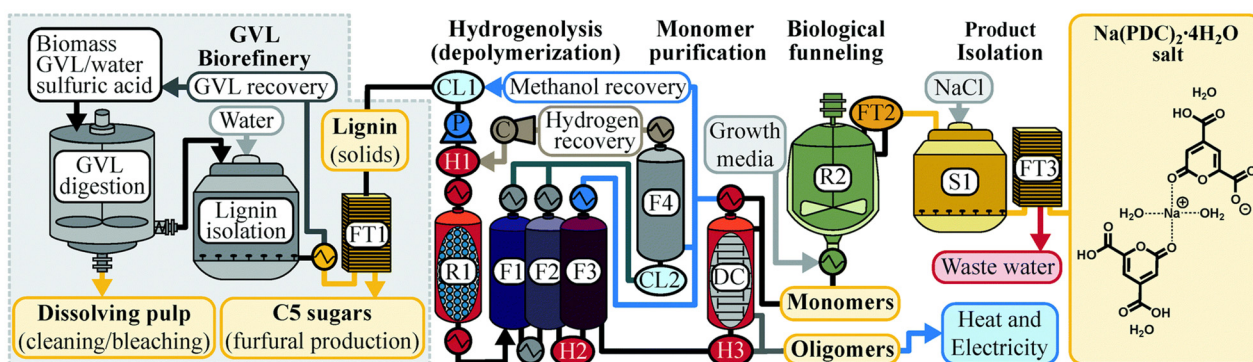 GVL
Biorefinery
Biomass
GVL/water
sulfuric acid
GVL recovery
Water
Lignin
(solids)
GVL
digestion
Lignin
isolation
FT1
Dissolving pulp
(cleaning/bleaching)
C5 sugars
(furfural production)
Hydrogenolysis
(depolymerization)
CL1
Methanol recovery
P
C
Hydrogen
recovery
H1
R1
F1
F2
F3
H2
Monomer
purification
F4
CL2
DC
H3
Biological
funneling
Growth
media
R2
FT2
Monomers
Oligomers
Heat and
Electricity
Product
Isolation
NaCl
S1
FT3
Waste water
Na(PDC)₂·4H₂O
salt
H₂O
HO
O
O
O
O
O
O⊖
H₂O
Na⊕
OH₂
O
O
O
HO
O
OH
H₂O